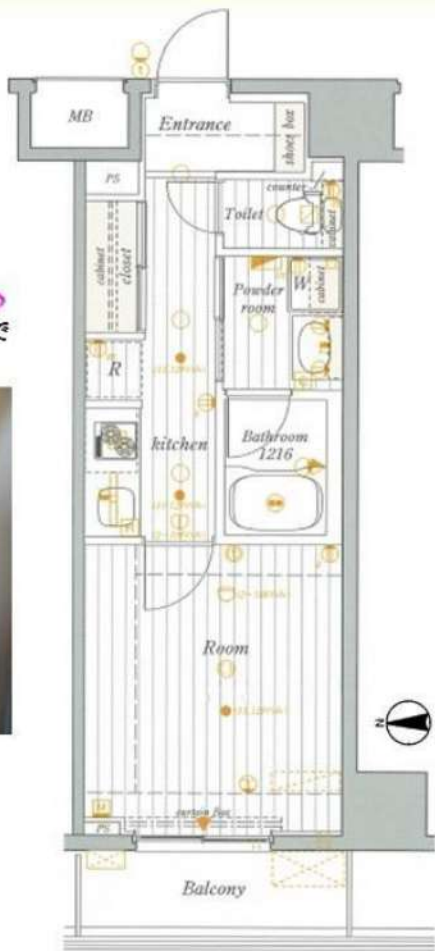 MB
Entrance
shoes box
PS
counter
Toilet
cabinet
cabinet
closet
Powder
room
W
cabinet
R
kitchen
Bathroom
1216
Room
N
curtain box
PS
Balcony